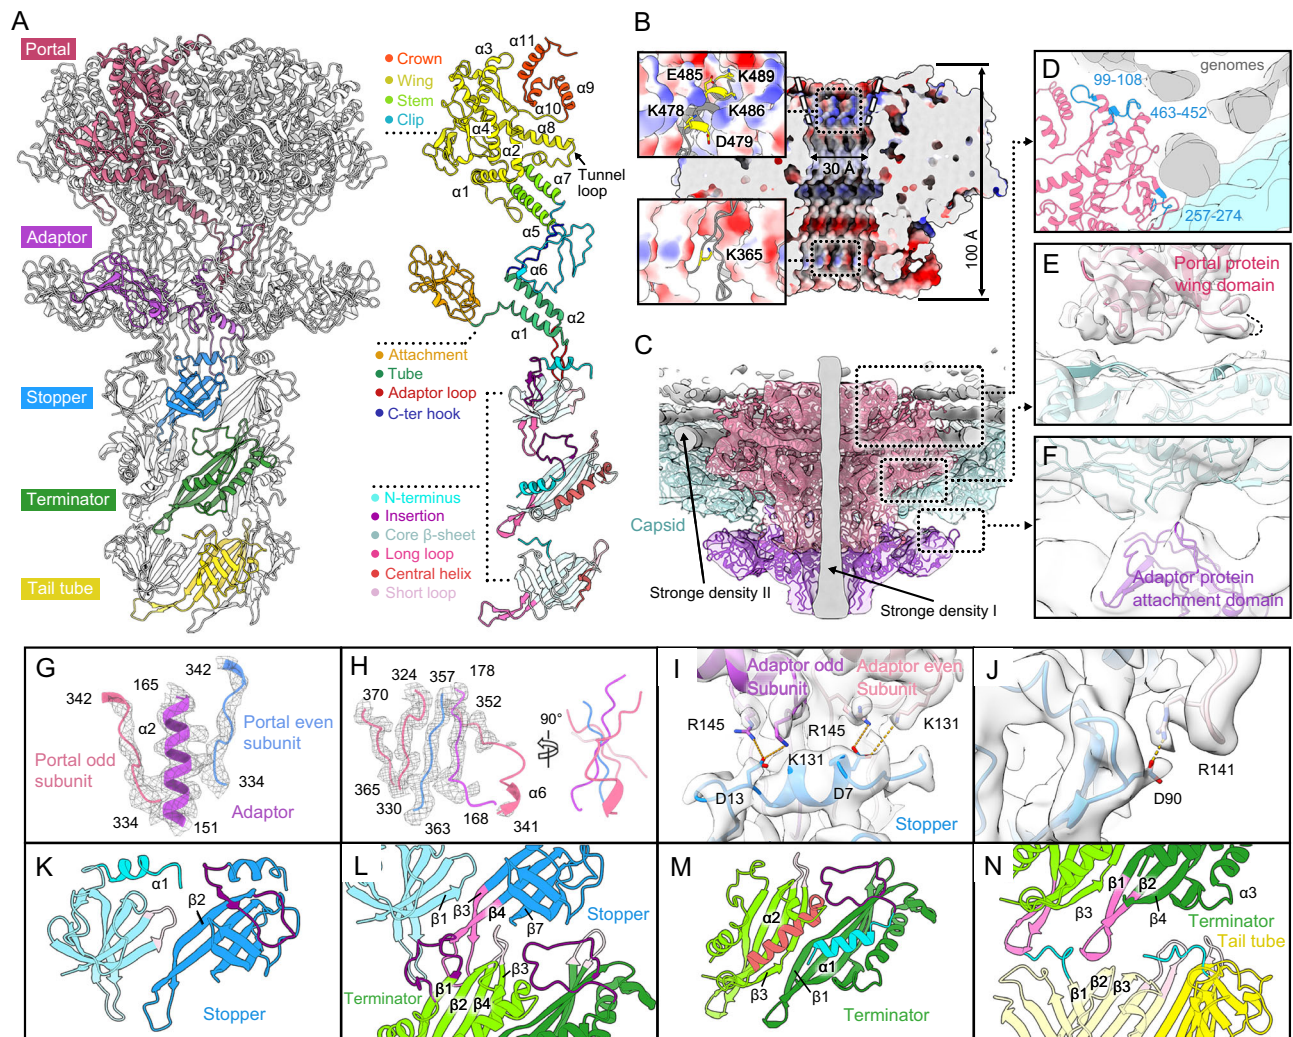 A
Portal
Adaptor
Stopper
Terminator
Tail tube
Crown
Wing
Stem
Clip
α3
α11
α9
α10
α8
α4
α2
α7
α1
Tunnel
loop
α5
α6
α2
α1
Attachment
Tube
Adaptor loop
C-ter hook
N-terminus
Insertion
Core β-sheet
Long loop
Central helix
Short loop
B
E485
K489
K478
K486
D479
30 Å
K365
100 Å
C
Capsid
Stronge density II
Stronge density I
D
99-108
genomes
463-452
257-274
E
Portal protein
wing domain
F
Adaptor protein
attachment domain
G
342
165
342
α2
Portal even
subunit
Portal odd
subunit
334
334
Adaptor
151
H
324
357
178
370
352
90°
365
330
α6
363
168
341
I
Adaptor odd
Subunit
Adaptor even
Subunit
R145
R145
K131
K131
D13
D7
Stopper
J
R141
D90
K
α1
β2
Stopper
L
β1
β3
β4
Stopper
β7
β3
Terminator
β1
β2
β4
M
α2
α1
β3
β1
Terminator
N
β1
β2
α3
β3
β4
Terminator
Tail tube
β1
β2
β3